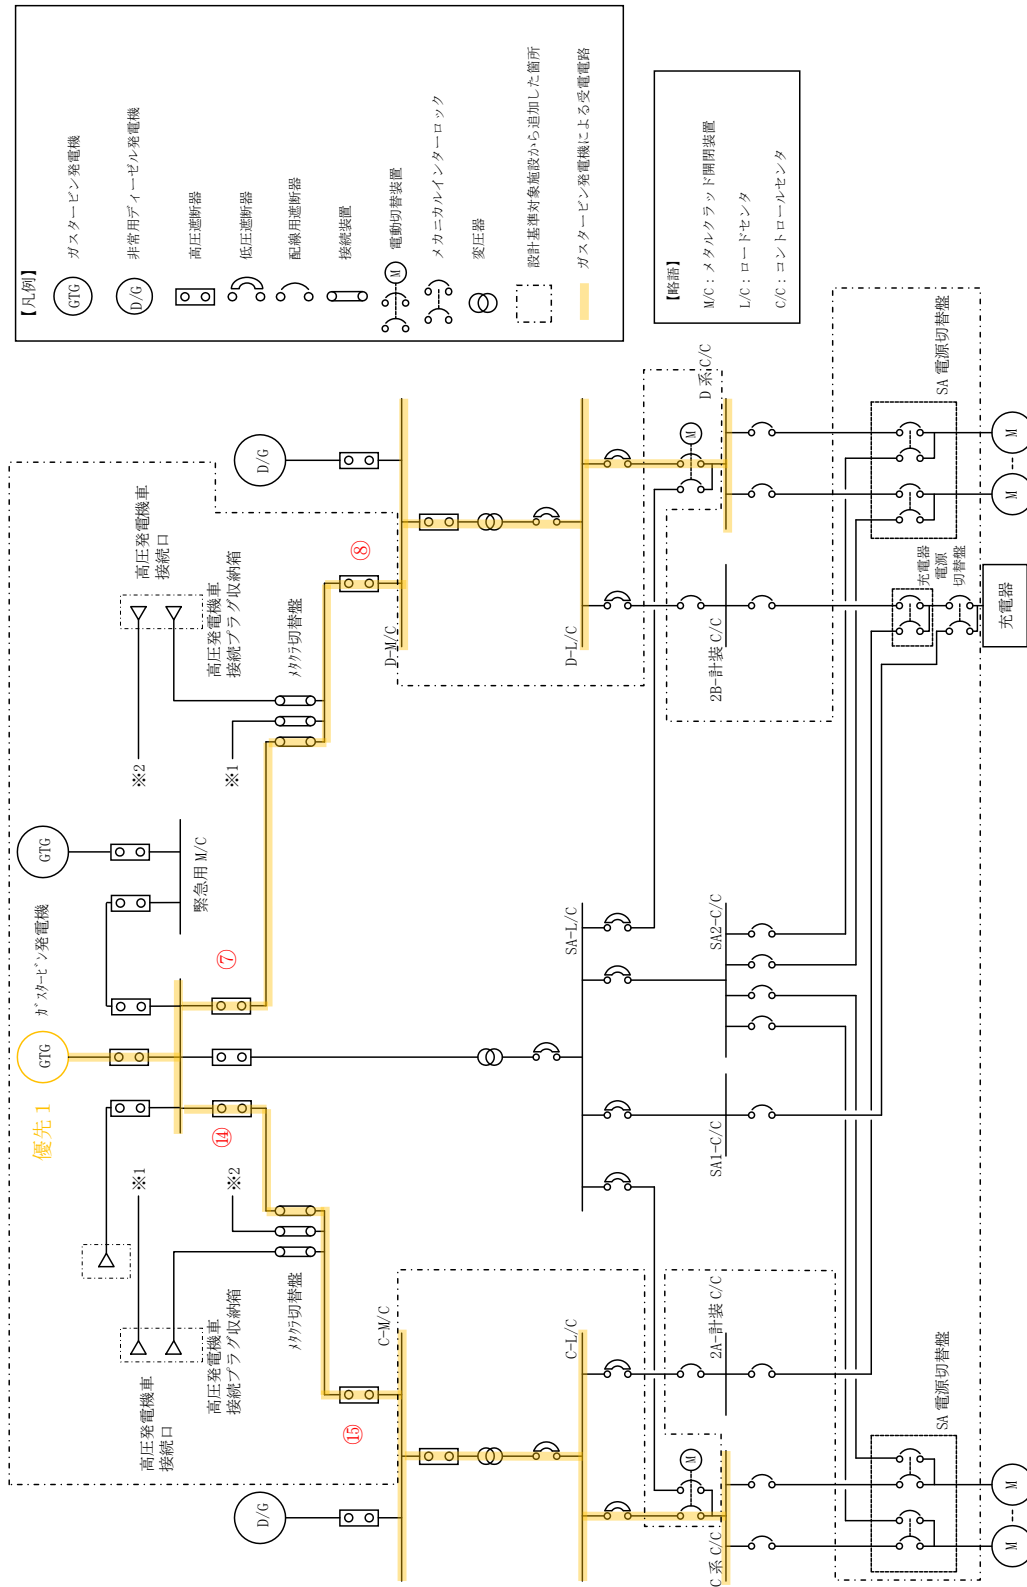 【凡例】
GTG ガスタービン発電機
D/G 非常用ディーゼル発電機
高圧遮断器
低圧遮断器
配線用遮断器
接続装置
M 電動切替装置
メカニカルインターロック
変圧器
設計基準対象施設から追加した箇所
ガスタービン発電機による受電電路
【略語】
M/C：メタルクラッド開閉装置
L/C：ロードセンタ
C/C：コントロールセンタ
優先 1
GTG
ガスタービン発電機
GTG
緊急用 M/C
⑦
⑭
※1
※2
高圧発電機車
接続口
高圧発電機車
接続プラグ収納箱
メタクラ切替盤
⑮
D/G
C-M/C
C-L/C
M
C 系 C/C
2A-計装 C/C
SA 電源切替盤
M
M
※2
※1
高圧発電機車
接続口
高圧発電機車
接続プラグ収納箱
メタクラ切替盤
⑧
D/G
D-M/C
D-L/C
M
D 系 C/C
2B-計装 C/C
SA-L/C
SA1-C/C
SA2-C/C
SA 電源切替盤
M
M
充電器
電源
切替盤
充電器